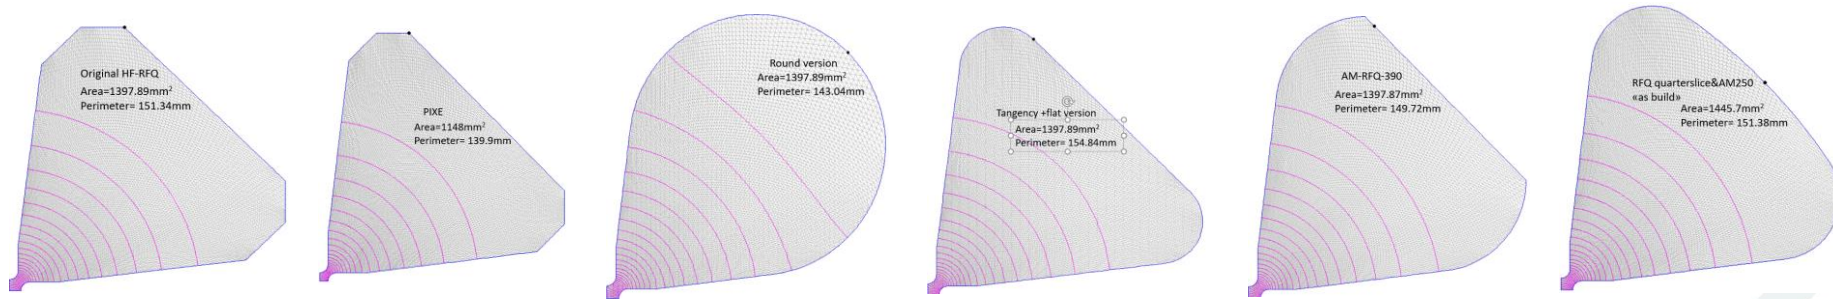 Original HF-RFQ
Area=1397.89mm²
Perimeter= 151.34mm
PIXE
Area=1148mm²
Perimeter= 139.9mm
Round version
Area=1397.89mm²
Perimeter= 143.04mm
Tangency +flat version
Area=1397.89mm²
Perimeter= 154.84mm
AM-RFQ-390
Area=1397.87mm²
Perimeter= 149.72mm
RFQ quarterslice&AM250
«as build»
Area=1445.7mm²
Perimeter= 151.38mm